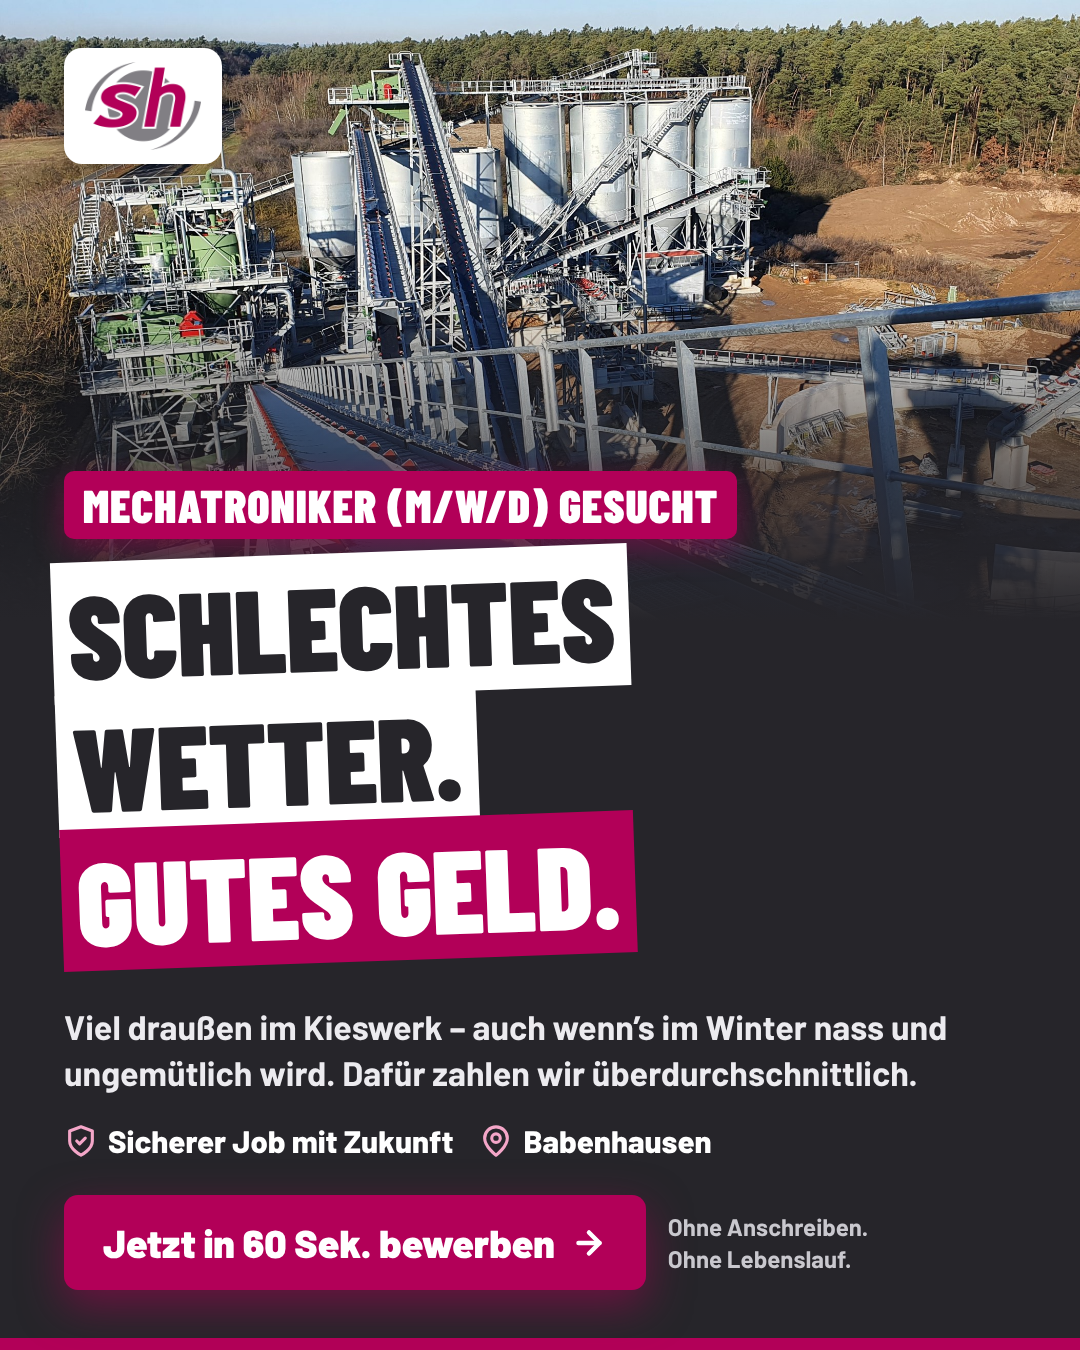 sh
MECHATRONIKER (M/W/D) GESUCHT
SCHLECHTES
WETTER.
GUTES GELD.
Viel draußen im Kieswerk – auch wenn’s im Winter nass und
ungemütlich wird. Dafür zahlen wir überdurchschnittlich.
Sicherer Job mit Zukunft
Babenhausen
Jetzt in 60 Sek. bewerben →
Ohne Anschreiben.
Ohne Lebenslauf.